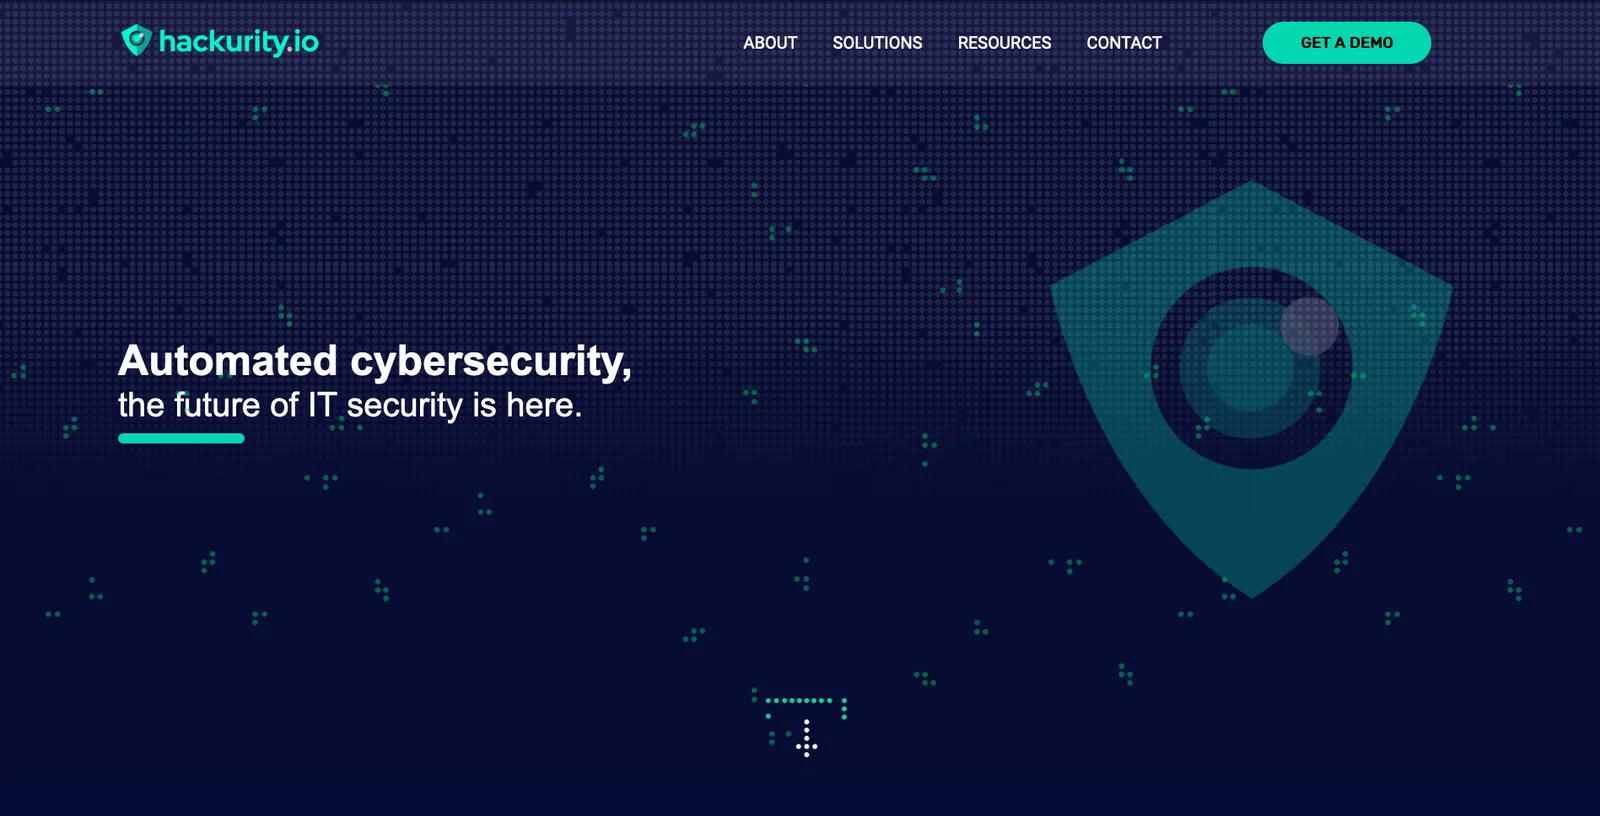 hackurity.io
ABOUT SOLUTIONS RESOURCES CONTACT
GET A DEMO
Automated cybersecurity,
the future of IT security is here.